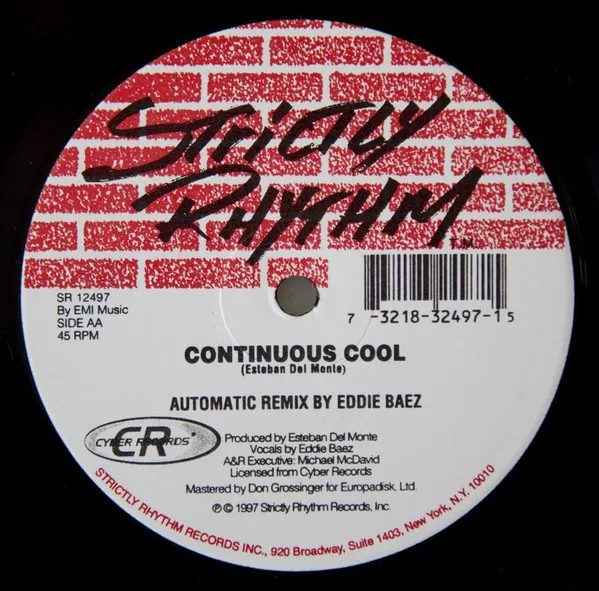 STRICTLY
RHYTHM
T.M.
SR 12497
By EMI Music
SIDE AA
45 RPM
7 -3218-32497-1 5
CONTINUOUS COOL
(Esteban Del Monte)
AUTOMATIC REMIX BY EDDIE BAEZ
CYBER RECORDS
CR
Produced by Esteban Del Monte
Vocals by Eddie Baez
A&R Executive: Michael McDavid
Licensed from Cyber Records
Mastered by Don Grossinger for Europadisk, Ltd.
℗ © 1997 Strictly Rhythm Records, Inc.
STRICTLY RHYTHM RECORDS INC., 920 Broadway, Suite 1403, New York, N.Y. 10010